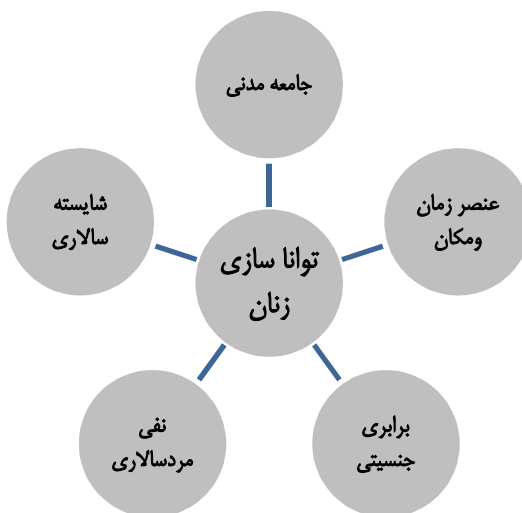 جامعه مدنی
عنصر زمان
ومکان
برابری
جنسیتی
نفی
مردسالاری
شایسته
سالاری
توانا سازی
زنان